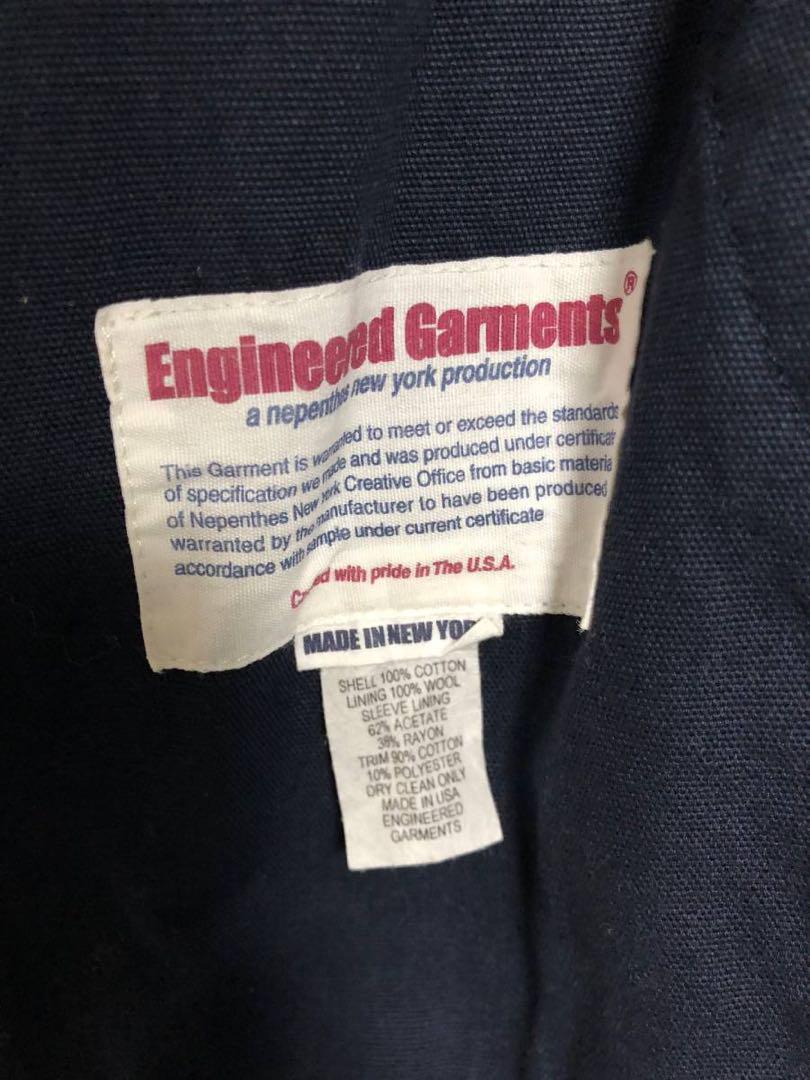 Engineered Garments®
a nepenthes new york production
This Garment is warranted to meet or exceed the standards
of specification we made and was produced under certificat
of Nepenthes New York Creative Office from basic materia
warranted by the manufacturer to have been produced
accordance with sample under current certificate
Created with pride in The U.S.A.
MADE IN NEW YO
SHELL 100% COTTON
LINING 100% WOOL
SLEEVE LINING
62% ACETATE
38% RAYON
TRIM 90% COTTON
10% POLYESTER
DRY CLEAN ONLY
MADE IN USA
ENGINEERED
GARMENTS